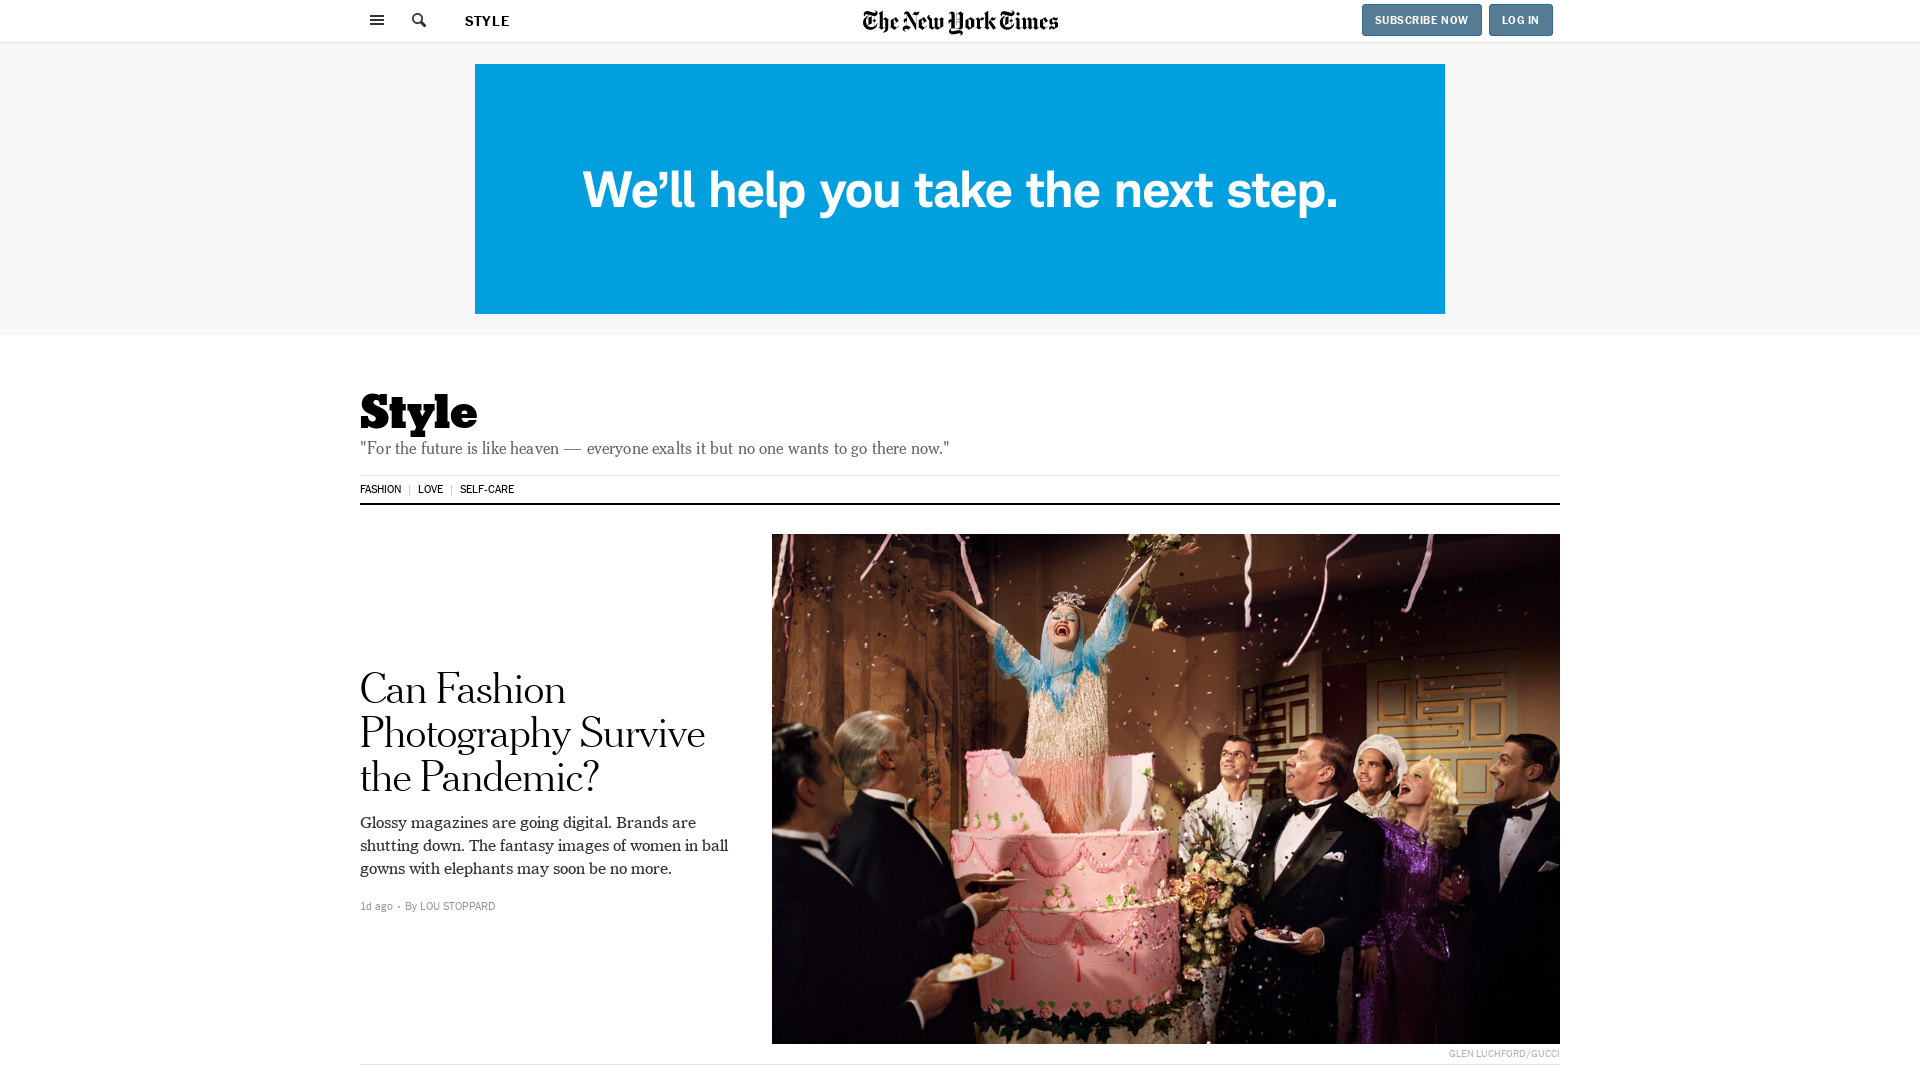 STYLE
The New York Times
SUBSCRIBE NOW
LOG IN
We'll help you take the next step.
Style
"For the future is like heaven — everyone exalts it but no one wants to go there now."
FASHION | LOVE | SELF-CARE
Can Fashion
Photography Survive
the Pandemic?
Glossy magazines are going digital. Brands are
shutting down. The fantasy images of women in ball
gowns with elephants may soon be no more.
1d ago • By LOU STOPPARD
GLEN LUCHFORD/GUCCI